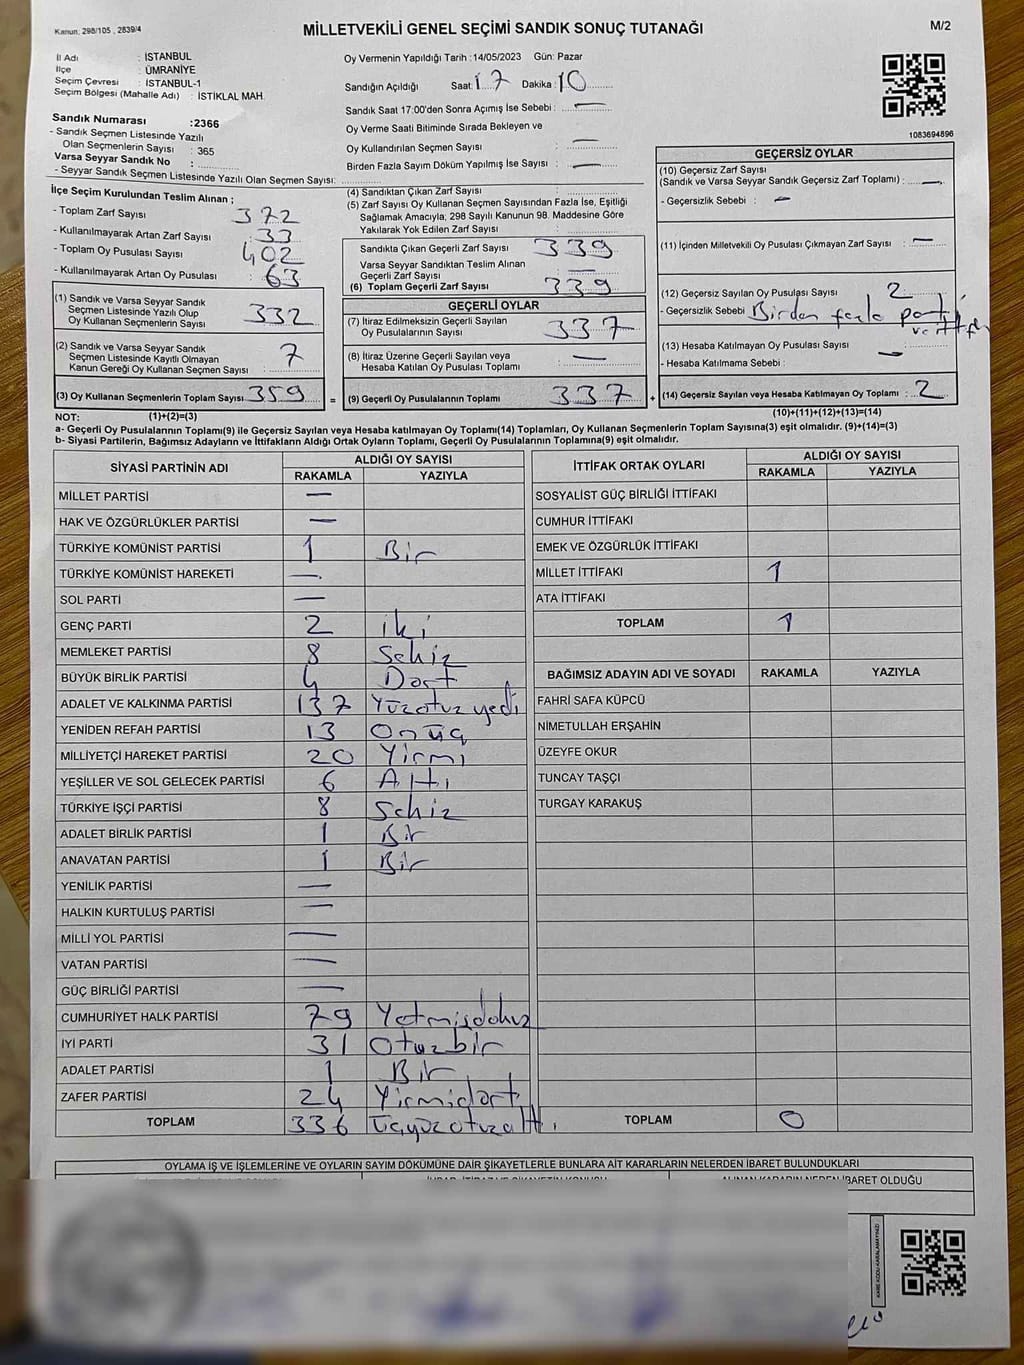 Kanun: 298/105 , 2839/4
MİLLETVEKİLİ GENEL SEÇİMİ SANDIK SONUÇ TUTANAĞI
M/2
İl Adı : İSTANBUL
İlçe : ÜMRANİYE
Seçim Çevresi : İSTANBUL-1
Seçim Bölgesi (Mahalle Adı) : İSTİKLAL MAH.
Sandık Numarası :2366
- Sandık Seçmen Listesinde Yazılı
Olan Seçmenlerin Sayısı : 365
Varsa Seyyar Sandık No :
- Seyyar Sandık Seçmen Listesinde Yazılı Olan Seçmen Sayısı:
Oy Vermenin Yapıldığı Tarih : 14/05/2023 Gün: Pazar
Sandığın Açıldığı Saat: 17 Dakika : 10
Sandık Saat 17:00'den Sonra Açımış İse Sebebi : —
Oy Verme Saati Bitiminde Sırada Bekleyen ve
Oy Kullandırılan Seçmen Sayısı : —
Birden Fazla Sayım Döküm Yapılmış İse Sayısı : —
1083694896
İlçe Seçim Kurulundan Teslim Alınan ;
- Toplam Zarf Sayısı : 372
- Kullanılmayarak Artan Zarf Sayısı : 33
- Toplam Oy Pusulası Sayısı : 402
- Kullanılmayarak Artan Oy Pusulası : 63
(1) Sandık ve Varsa Seyyar Sandık
Seçmen Listesinde Yazılı Olup
Oy Kullanan Seçmenlerin Sayısı : 332
(2) Sandık ve Varsa Seyyar Sandık
Seçmen Listesinde Kayıtlı Olmayan
Kanun Gereği Oy Kullanan Seçmen Sayısı : 7
(3) Oy Kullanan Seçmenlerin Toplam Sayısı : 359 =
(4) Sandıktan Çıkan Zarf Sayısı :
(5) Zarf Sayısı Oy Kullanan Seçmen Sayısından Fazla İse, Eşitliği
Sağlamak Amacıyla, 298 Sayılı Kanunun 98. Maddesine Göre
Yakılarak Yok Edilen Zarf Sayısı :
Sandıkta Çıkan Geçerli Zarf Sayısı : 339
Varsa Seyyar Sandıktan Teslim Alınan
Geçerli Zarf Sayısı : —
(6) Toplam Geçerli Zarf Sayısı : 339
GEÇERLİ OYLAR
(7) İtiraz Edilmeksizin Geçerli Sayılan
Oy Pusulalarının Sayısı : 337
(8) İtiraz Üzerine Geçerli Sayılan veya
Hesaba Katılan Oy Pusulası Toplamı : —
(9) Geçerli Oy Pusulalarının Toplamı : 337 +
GEÇERSİZ OYLAR
(10) Geçersiz Zarf Sayısı
(Sandık ve Varsa Seyyar Sandık Geçersiz Zarf Toplamı) : —
- Geçersizlik Sebebi : —
(11) İçinden Milletvekili Oy Pusulası Çıkmayan Zarf Sayısı : —
(12) Geçersiz Sayılan Oy Pusulası Sayısı : 2
- Geçersizlik Sebebi : Birden fazla parti
ve ittifak
(13) Hesaba Katılmayan Oy Pusulası Sayısı : —
- Hesaba Katılmama Sebebi :
(14) Geçersiz Sayılan veya Hesaba Katılmayan Oy Toplamı : 2
NOT: (1)+(2)=(3)
(10)+(11)+(12)+(13)=(14)
a- Geçerli Oy Pusulalarının Toplamı(9) ile Geçersiz Sayılan veya Hesaba katılmayan Oy Toplamı(14) Toplamları, Oy Kullanan Seçmenlerin Toplam Sayısına(3) eşit olmalıdır. (9)+(14)=(3)
b- Siyasi Partilerin, Bağımsız Adayların ve İttifakların Aldığı Ortak Oyların Toplamı, Geçerli Oy Pusulalarının Toplamına(9) eşit olmalıdır.
SİYASİ PARTİNİN ADI ALDIĞI OY SAYISI
RAKAMLA YAZIYLA
MİLLET PARTİSİ —
HAK VE ÖZGÜRLÜKLER PARTİSİ —
TÜRKİYE KOMÜNİST PARTİSİ 1 Bir
TÜRKİYE KOMÜNİST HAREKETİ —
SOL PARTİ —
GENÇ PARTİ 2 iki
MEMLEKET PARTİSİ 8 Sekiz
BÜYÜK BİRLİK PARTİSİ 4 Dört
ADALET VE KALKINMA PARTİSİ 137 Yüzotuzyedi
YENİDEN REFAH PARTİSİ 13 Onüç
MİLLİYETÇİ HAREKET PARTİSİ 20 Yirmi
YEŞİLLER VE SOL GELECEK PARTİSİ 6 Altı
TÜRKİYE İŞÇİ PARTİSİ 8 Sekiz
ADALET BİRLİK PARTİSİ 1 Bir
ANAVATAN PARTİSİ 1 Bir
YENİLİK PARTİSİ —
HALKIN KURTULUŞ PARTİSİ —
MİLLİ YOL PARTİSİ —
VATAN PARTİSİ —
GÜÇ BİRLİĞİ PARTİSİ —
CUMHURİYET HALK PARTİSİ 79 Yetmişdokuz
İYİ PARTİ 31 Otuzbir
ADALET PARTİSİ 1 Bir
ZAFER PARTİSİ 24 Yirmidört
TOPLAM 336 Üçyüzotuzaltı
İTTİFAK ORTAK OYLARI ALDIĞI OY SAYISI
RAKAMLA YAZIYLA
SOSYALİST GÜÇ BİRLİĞİ İTTİFAKI
CUMHUR İTTİFAKI
EMEK VE ÖZGÜRLÜK İTTİFAKI
MİLLET İTTİFAKI 1
ATA İTTİFAKI
TOPLAM 1
BAĞIMSIZ ADAYIN ADI VE SOYADI RAKAMLA YAZIYLA
FAHRİ SAFA KÜPCÜ
NİMETULLAH ERŞAHİN
ÜZEYFE OKUR
TUNCAY TAŞÇI
TURGAY KARAKUŞ
TOPLAM 0
OYLAMA İŞ VE İŞLEMLERİNE VE OYLARIN SAYIM DÖKÜMÜNE DAİR ŞİKAYETLERLE BUNLARA AİT KARARLARIN NELERDEN İBARET BULUNDUKLARI
İBARET OLDUĞU